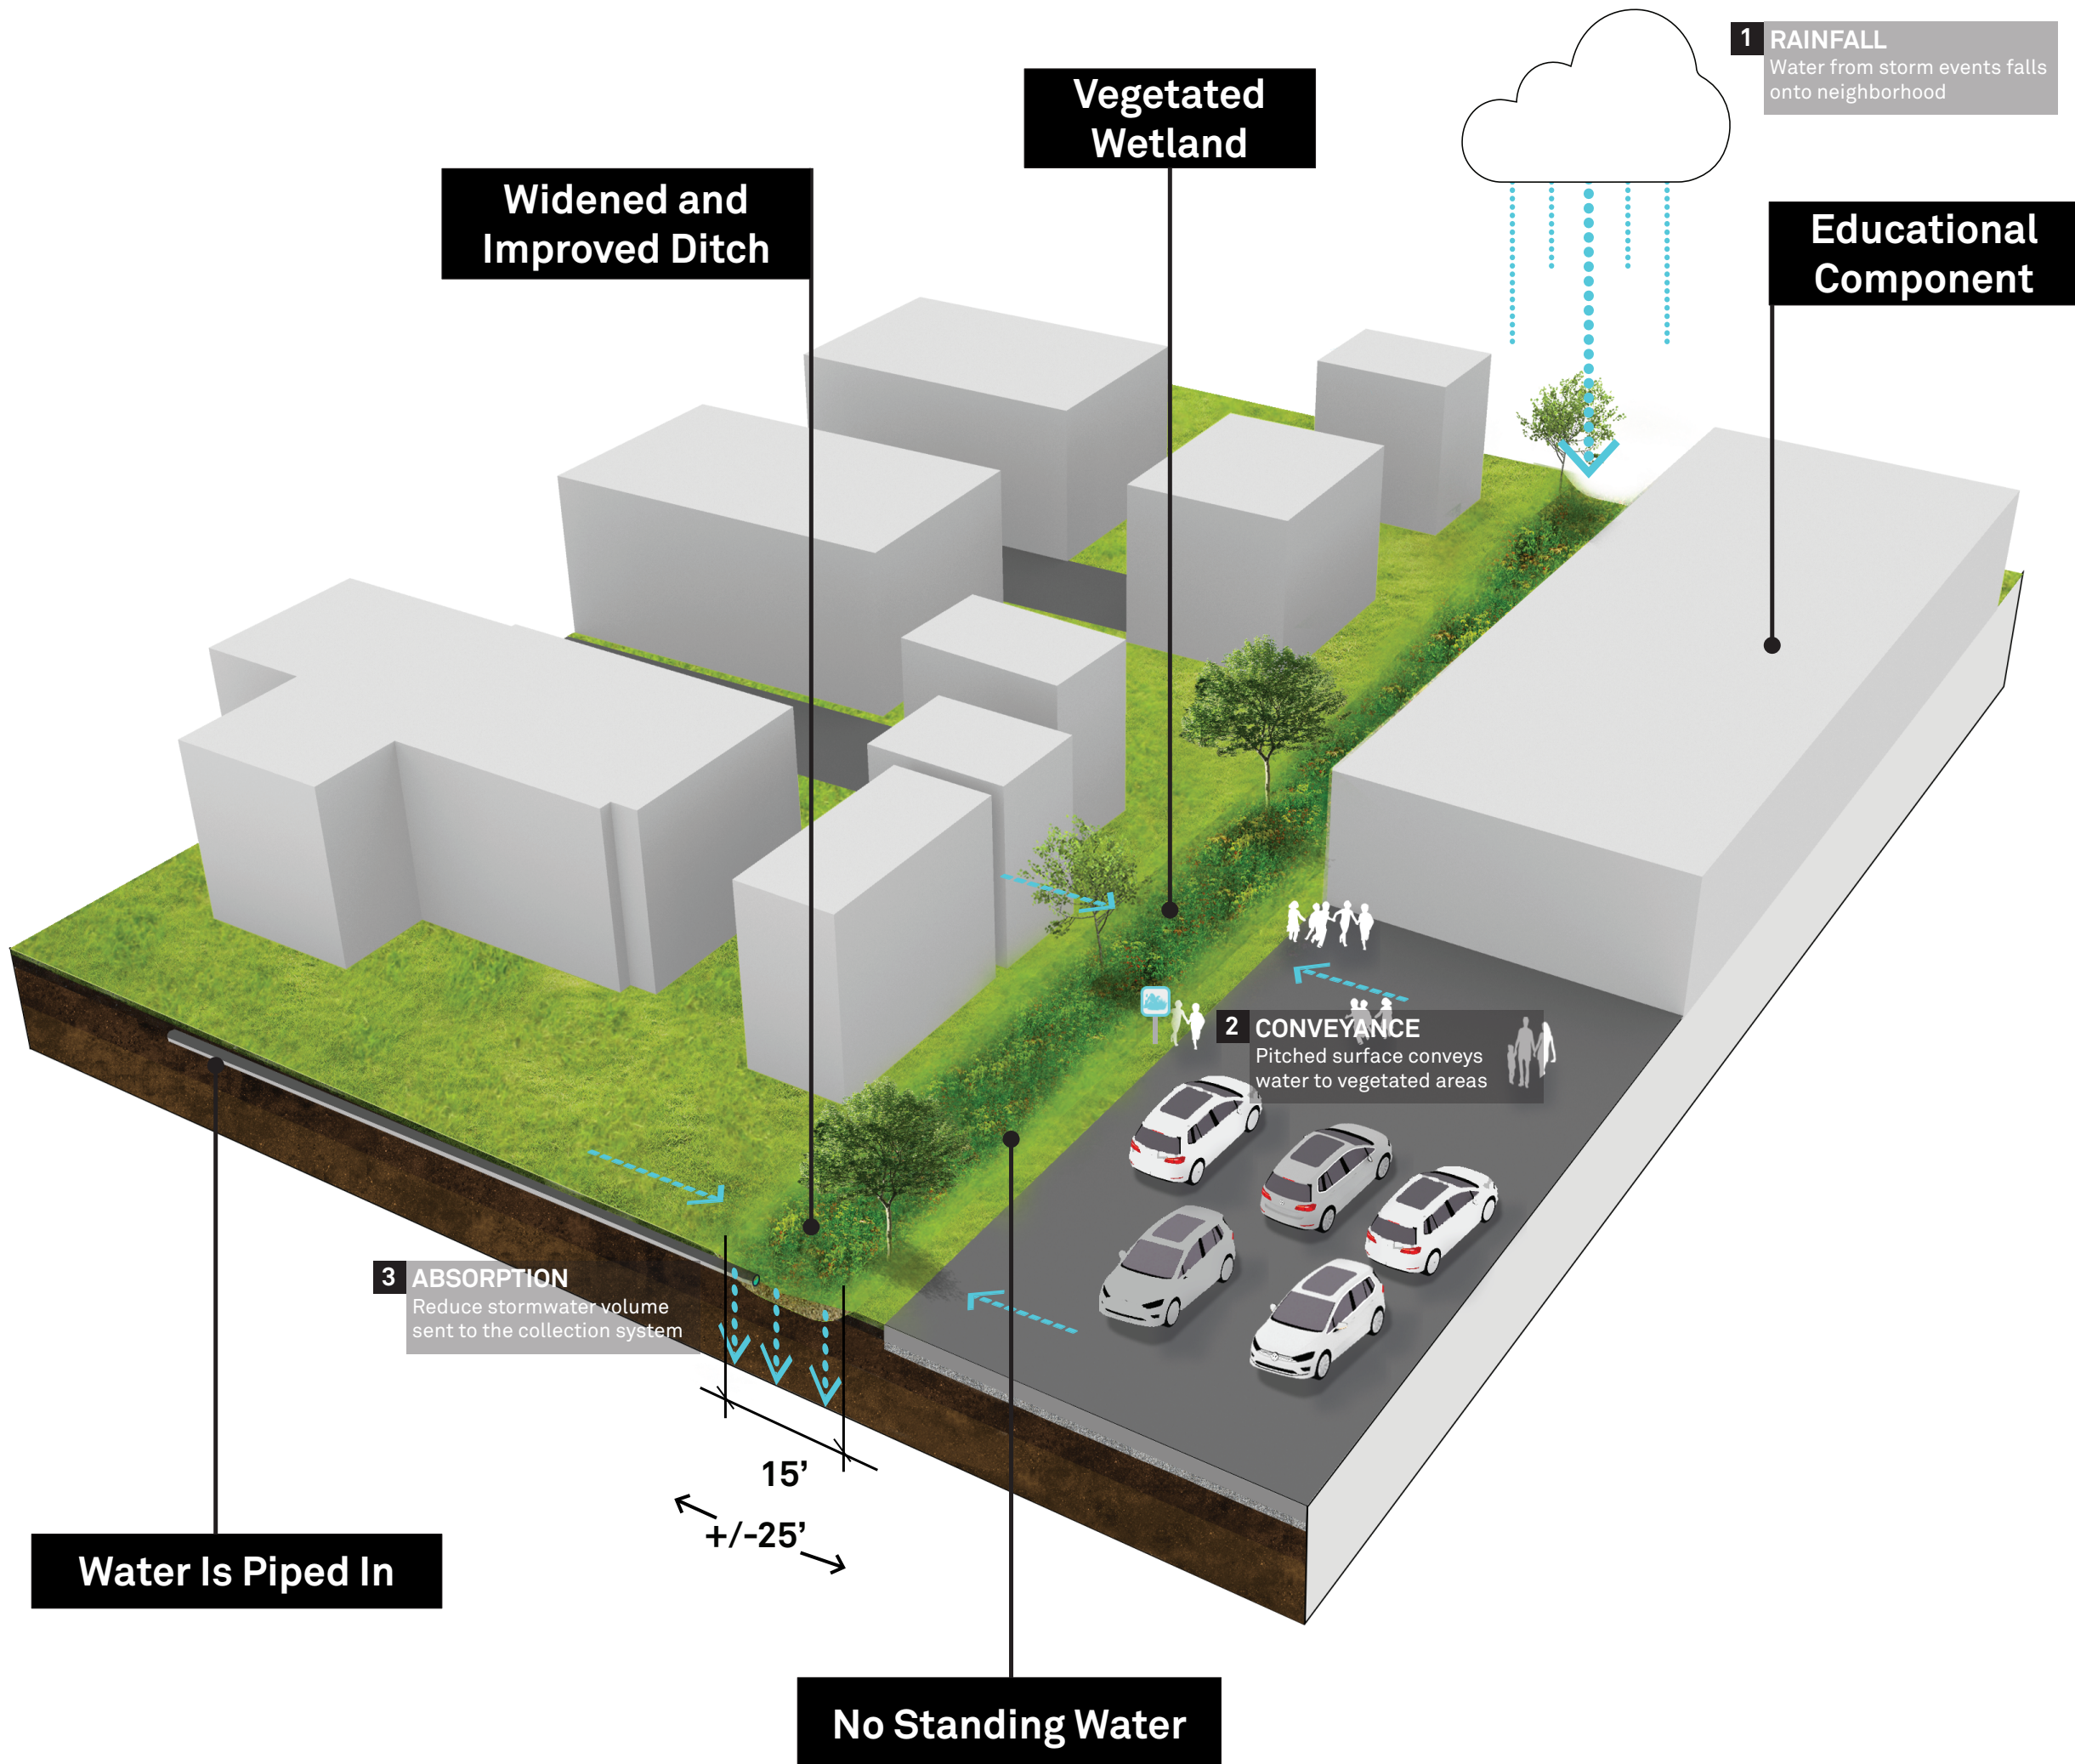 1 RAINFALL
Water from storm events falls
onto neighborhood
Vegetated
Wetland
Widened and
Improved Ditch
Educational
Component
2 CONVEYANCE
Pitched surface conveys
water to vegetated areas
3 ABSORPTION
Reduce stormwater volume
sent to the collection system
15’
+/-25’
Water Is Piped In
No Standing Water